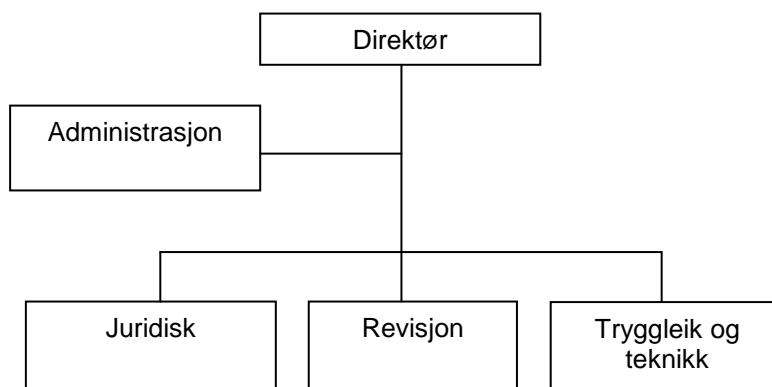 Direktør
Administrasjon
Juridisk
Revisjon
Tryggleik og
teknikk